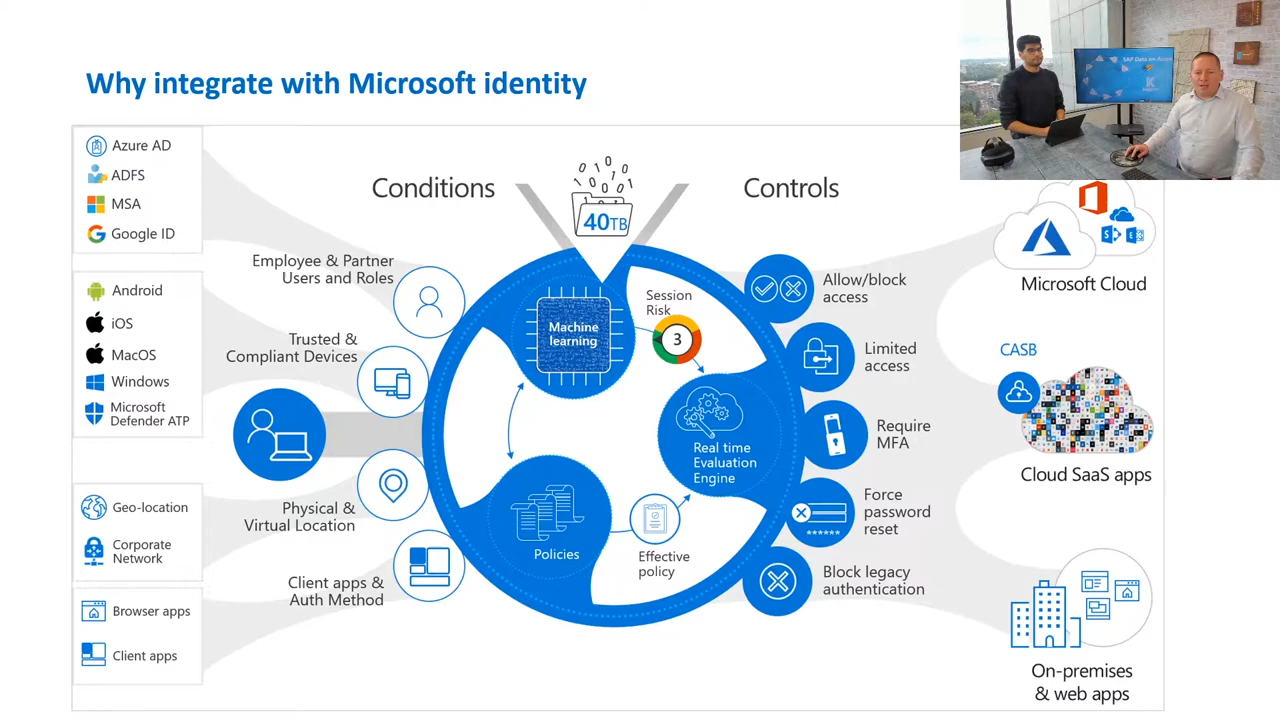 Why integrate with Microsoft identity
SAP Data on Azure
Azure AD
ADFS
MSA
Google ID
Android
iOS
MacOS
Windows
Microsoft
Defender ATP
Geo-location
Corporate
Network
Browser apps
Client apps
Conditions
Employee & Partner
Users and Roles
Trusted &
Compliant Devices
Physical &
Virtual Location
Client apps &
Auth Method
40TB
Machine
learning
Session
Risk
3
Real time
Evaluation
Engine
Policies
Effective
policy
Controls
Allow/block
access
Limited
access
Require
MFA
Force
password
reset
Block legacy
authentication
Microsoft Cloud
CASB
Cloud SaaS apps
On-premises
& web apps